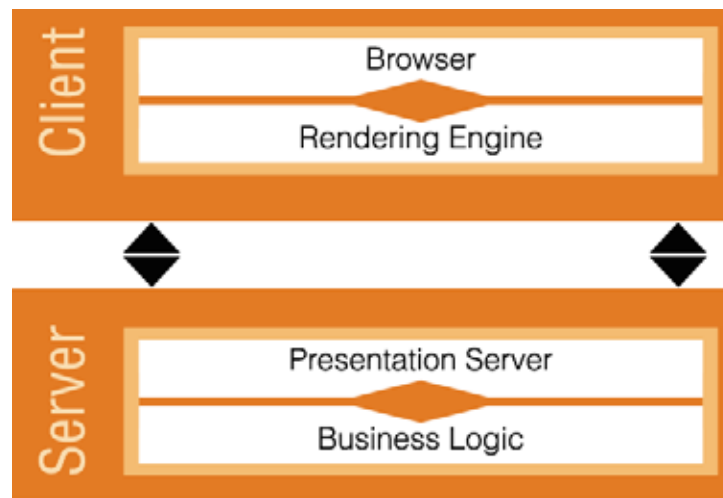 Client
Browser
Rendering Engine
Server
Presentation Server
Business Logic